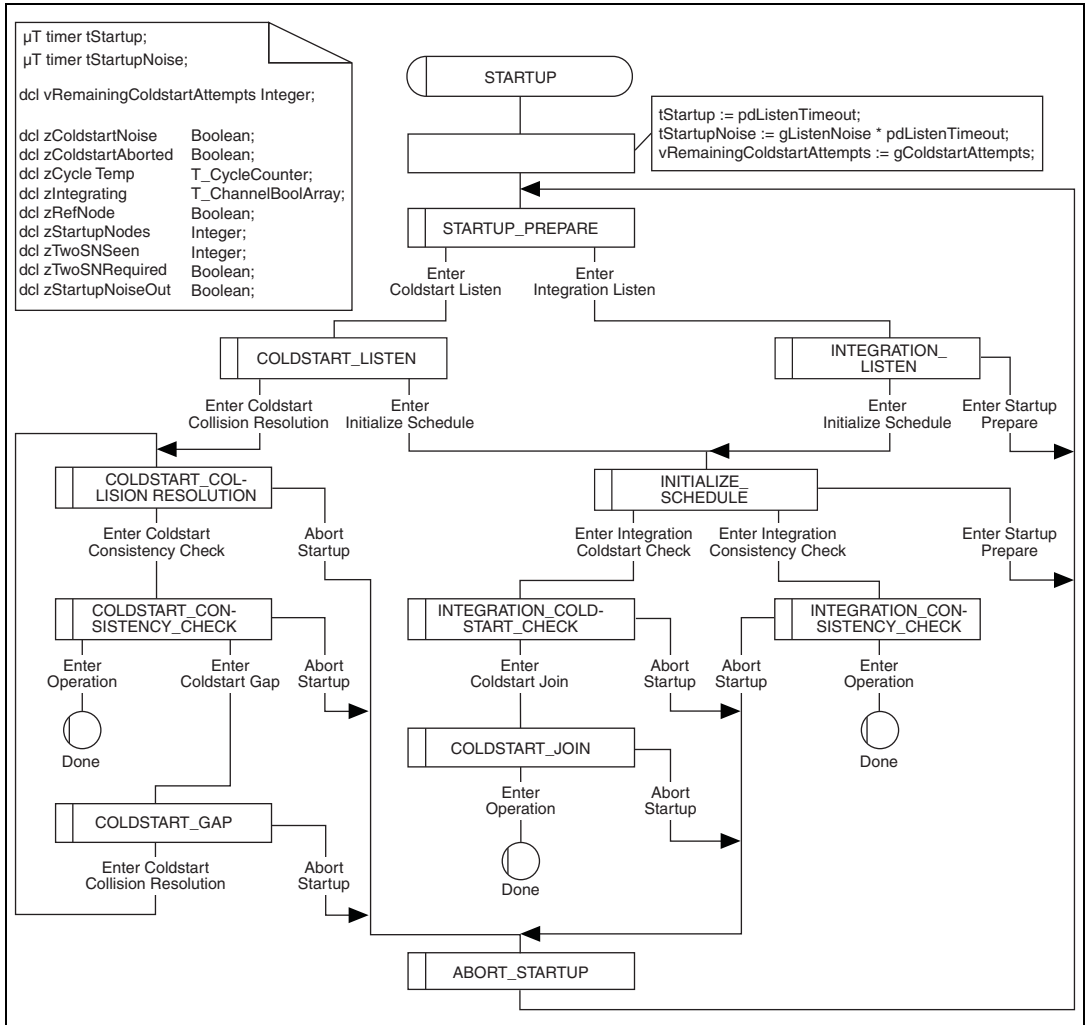 µT timer tStartup;
µT timer tStartupNoise;
dcl vRemainingColdstartAttempts Integer;
dcl zColdstartNoise Boolean;
dcl zColdstartAborted Boolean;
dcl zCycle Temp T_CycleCounter;
dcl zIntegrating T_ChannelBoolArray;
dcl zRefNode Boolean;
dcl zStartupNodes Integer;
dcl zTwoSNSeen Integer;
dcl zTwoSNRequired Boolean;
dcl zStartupNoiseOut Boolean;
STARTUP
tStartup := pdListenTimeout;
tStartupNoise := gListenNoise * pdListenTimeout;
vRemainingColdstartAttempts := gColdstartAttempts;
STARTUP_PREPARE
Enter
Coldstart Listen
Enter
Integration Listen
COLDSTART_LISTEN
INTEGRATION_
LISTEN
Enter Coldstart
Collision Resolution
Enter
Initialize Schedule
Enter
Initialize Schedule
Enter Startup
Prepare
COLDSTART_COL-
LISION RESOLUTION
INITIALIZE_
SCHEDULE
Enter Coldstart
Consistency Check
Abort
Startup
Enter Integration
Coldstart Check
Enter Integration
Consistency Check
Enter Startup
Prepare
COLDSTART_CON-
SISTENCY_CHECK
INTEGRATION_COLD-
START_CHECK
INTEGRATION_CON-
SISTENCY_CHECK
Enter
Operation
Enter
Coldstart Gap
Abort
Startup
Enter
Coldstart Join
Abort
Startup
Abort
Startup
Enter
Operation
Done
COLDSTART_JOIN
Done
Enter
Operation
Abort
Startup
COLDSTART_GAP
Enter Coldstart
Collision Resolution
Abort
Startup
Done
ABORT_STARTUP